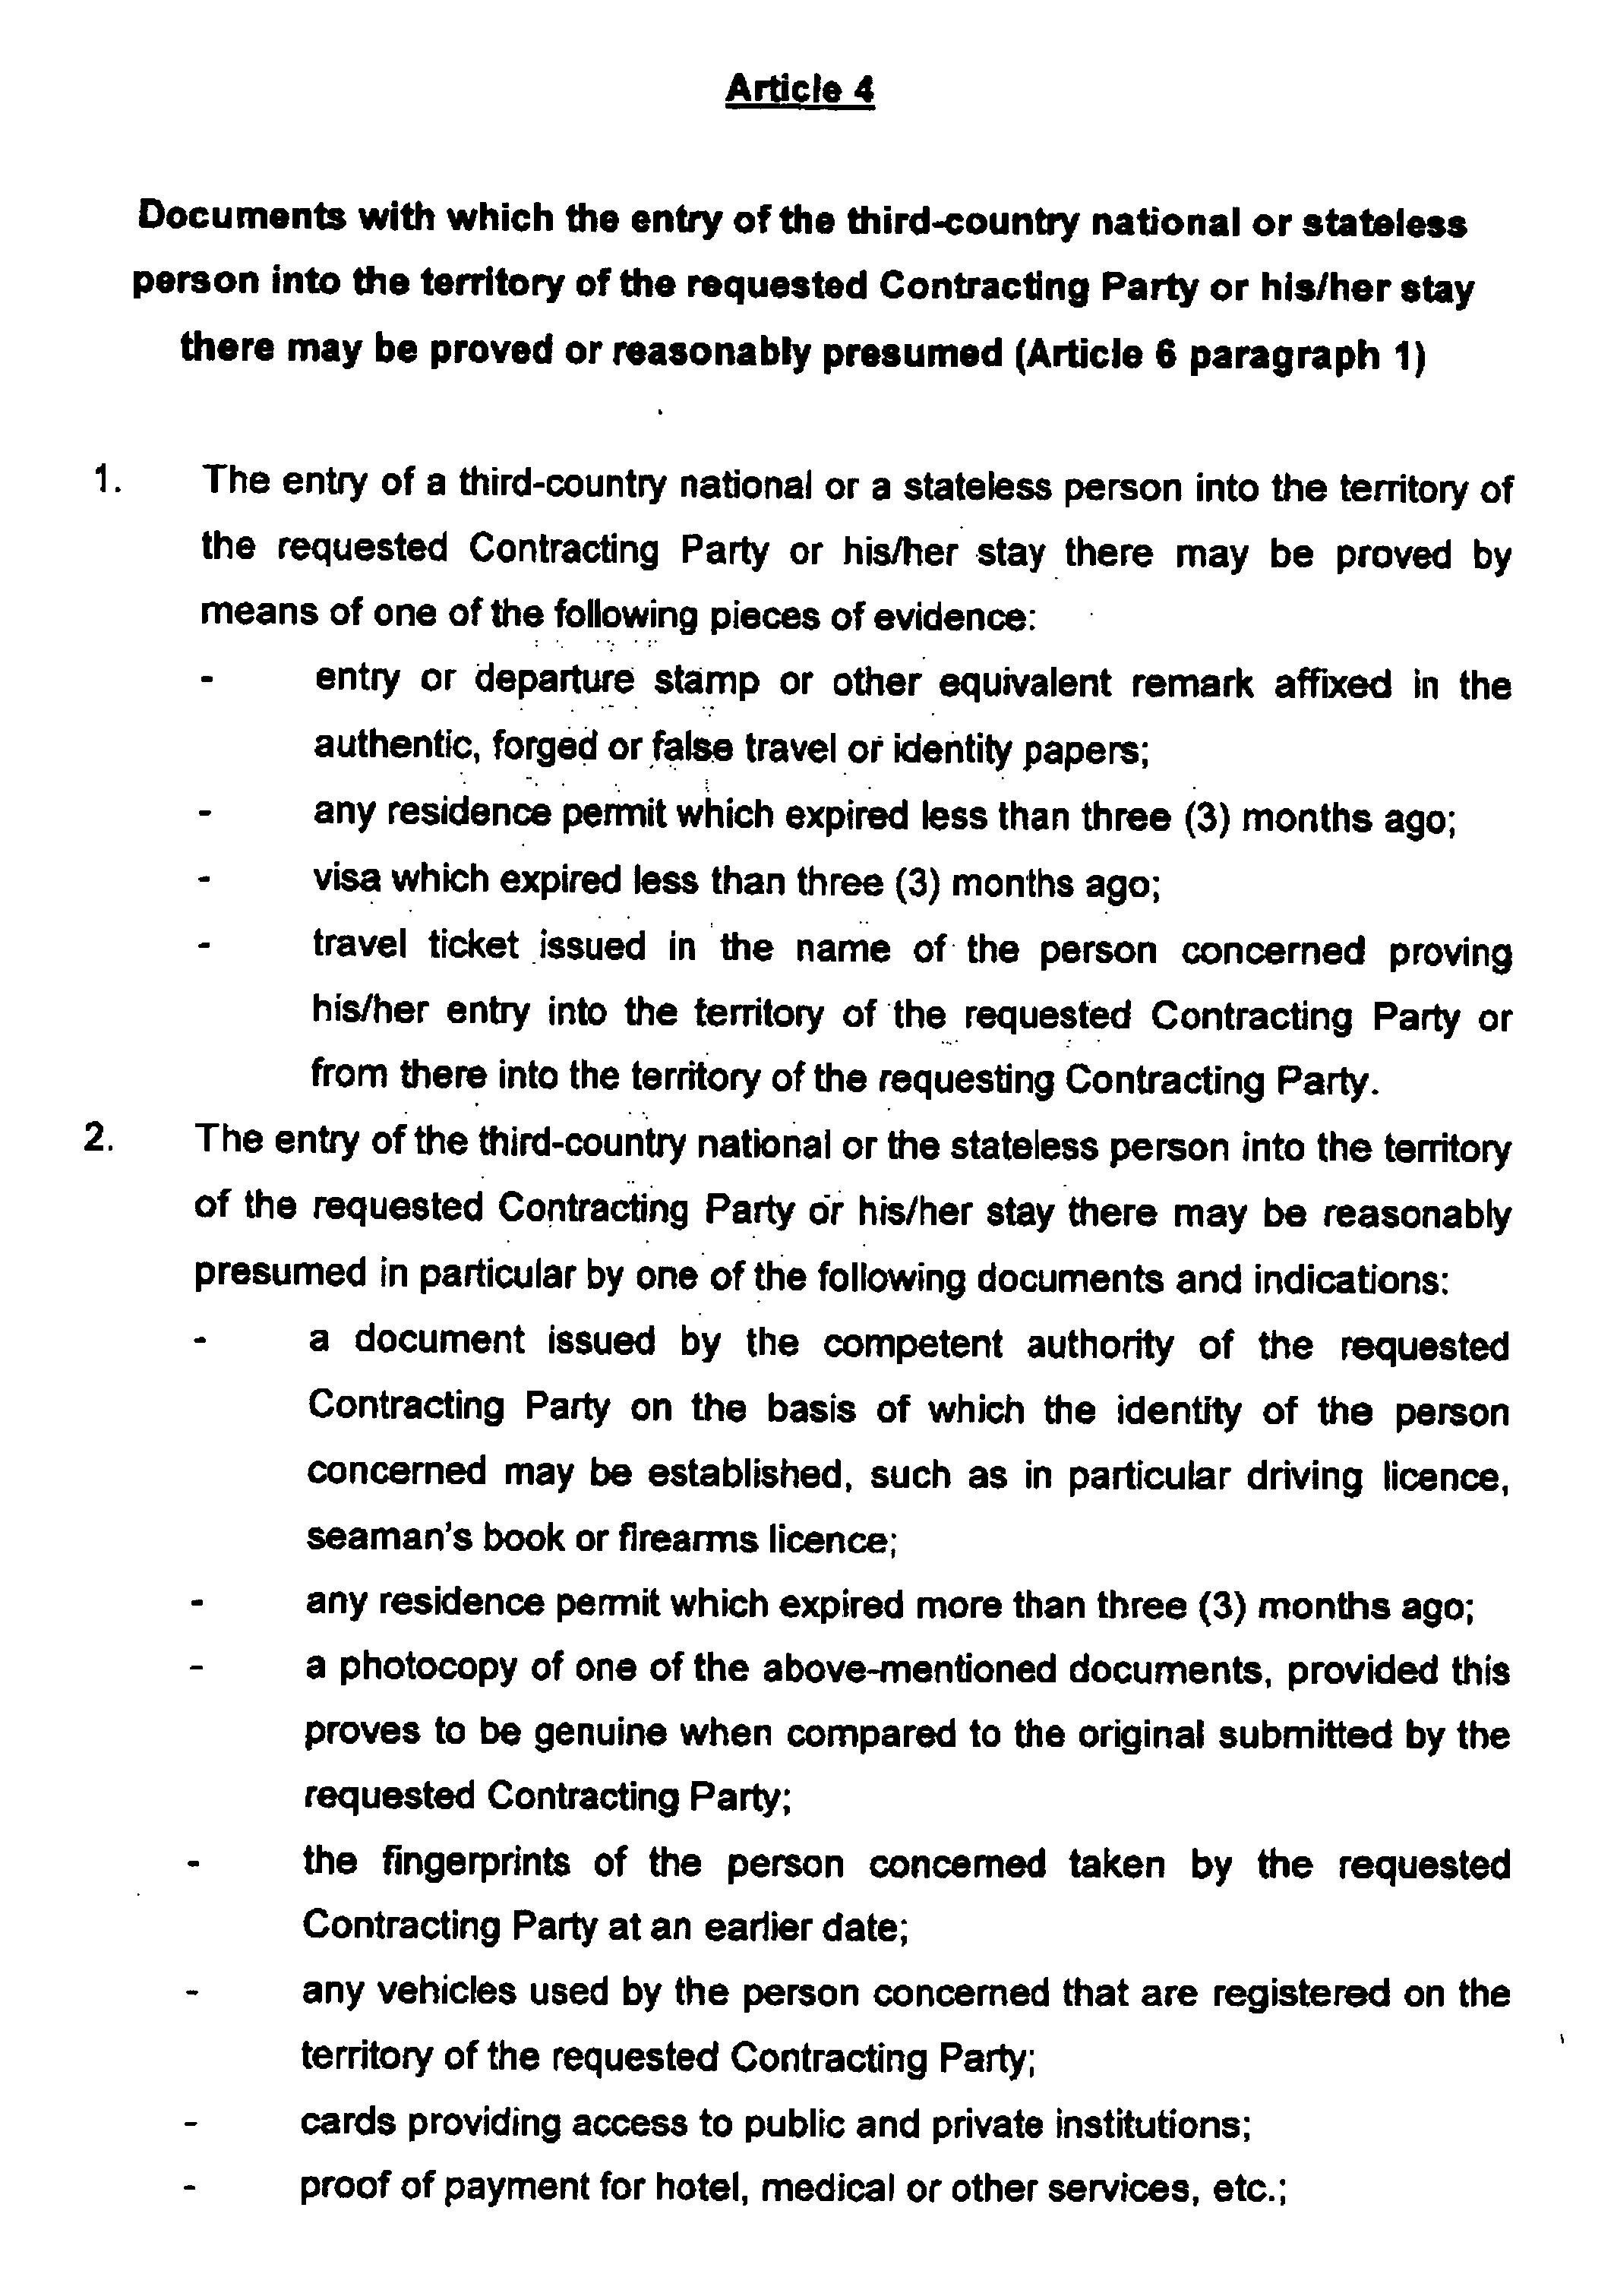 Article 4
Documents with which the entry of the third-country national or stateless
person into the territory of the requested Contracting Party or his/her stay
there may be proved or reasonably presumed (Article 6 paragraph 1)
1. The entry of a third-country national or a stateless person into the territory of
the requested Contracting Party or his/her stay there may be proved by
means of one of the following pieces of evidence:
- entry or departure stamp or other equivalent remark affixed in the
authentic, forged or false travel or identity papers;
- any residence permit which expired less than three (3) months ago;
- visa which expired less than three (3) months ago;
- travel ticket issued in the name of the person concerned proving
his/her entry into the territory of the requested Contracting Party or
from there into the territory of the requesting Contracting Party.
2. The entry of the third-country national or the stateless person into the territory
of the requested Contracting Party or his/her stay there may be reasonably
presumed in particular by one of the following documents and indications:
- a document issued by the competent authority of the requested
Contracting Party on the basis of which the identity of the person
concerned may be established, such as in particular driving licence,
seaman's book or firearms licence;
- any residence permit which expired more than three (3) months ago;
- a photocopy of one of the above-mentioned documents, provided this
proves to be genuine when compared to the original submitted by the
requested Contracting Party;
- the fingerprints of the person concerned taken by the requested
Contracting Party at an earlier date;
- any vehicles used by the person concerned that are registered on the
territory of the requested Contracting Party;
- cards providing access to public and private institutions;
- proof of payment for hotel, medical or other services, etc.;